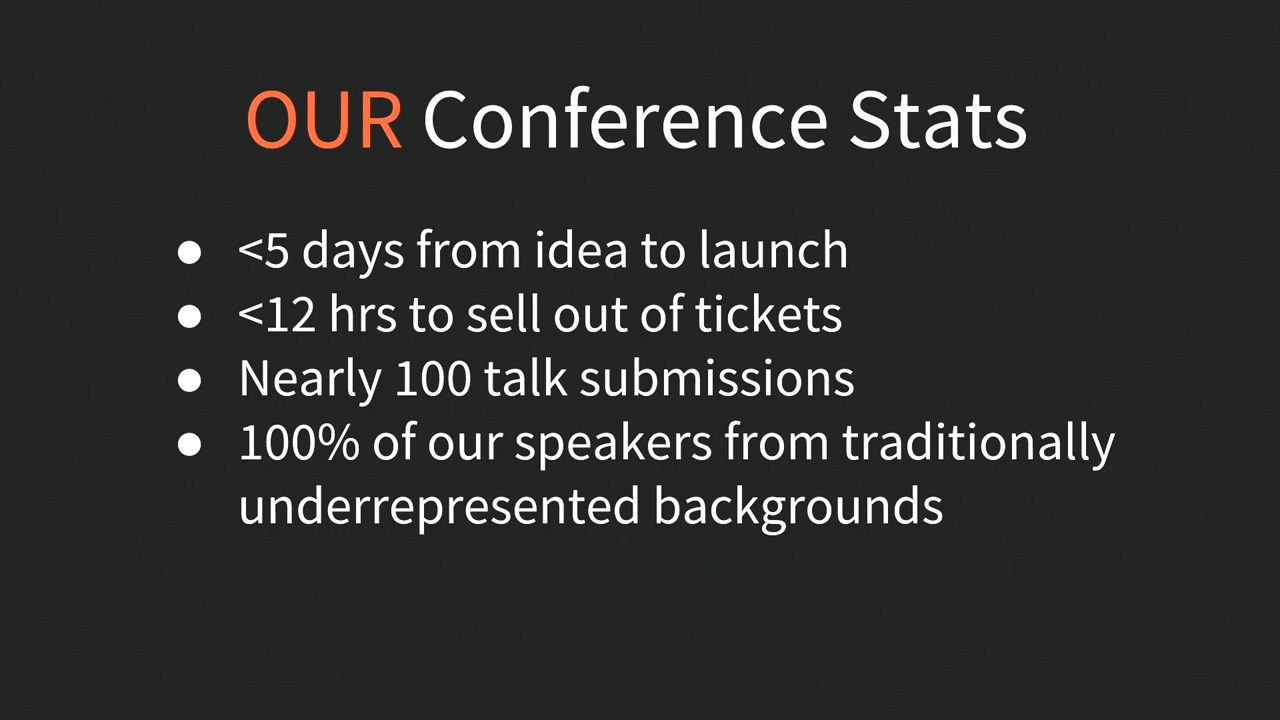 OUR Conference Stats
● <5 days from idea to launch
● <12 hrs to sell out of tickets
● Nearly 100 talk submissions
● 100% of our speakers from traditionally
underrepresented backgrounds